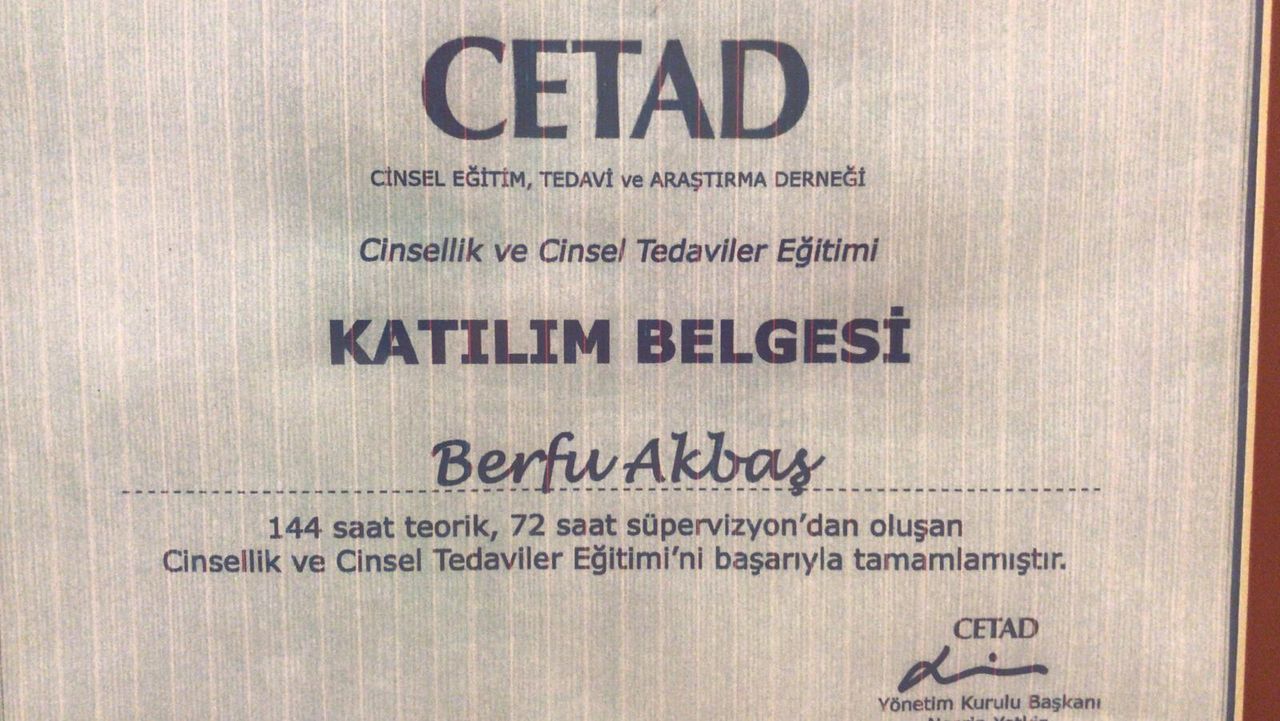 CETAD
CİNSEL EĞİTİM, TEDAVİ ve ARAŞTIRMA DERNEĞİ
Cinsellik ve Cinsel Tedaviler Eğitimi
KATILIM BELGESİ
Berfu Akbaş
144 saat teorik, 72 saat süpervizyon’dan oluşan
Cinsellik ve Cinsel Tedaviler Eğitimi’ni başarıyla tamamlamıştır.
CETAD
Yönetim Kurulu Başkanı